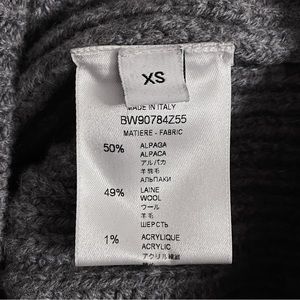 XS
MADE IN ITALY
BW90784Z55
MATIERE - FABRIC
50% ALPAGA
ALPACA
アルパカ
羊驼毛
АЛЬПАКИ
49% LAINE
WOOL
ウール
羊毛
ШЕРСТЬ
1% ACRYLIQUE
ACRYLIC
アクリル繊維